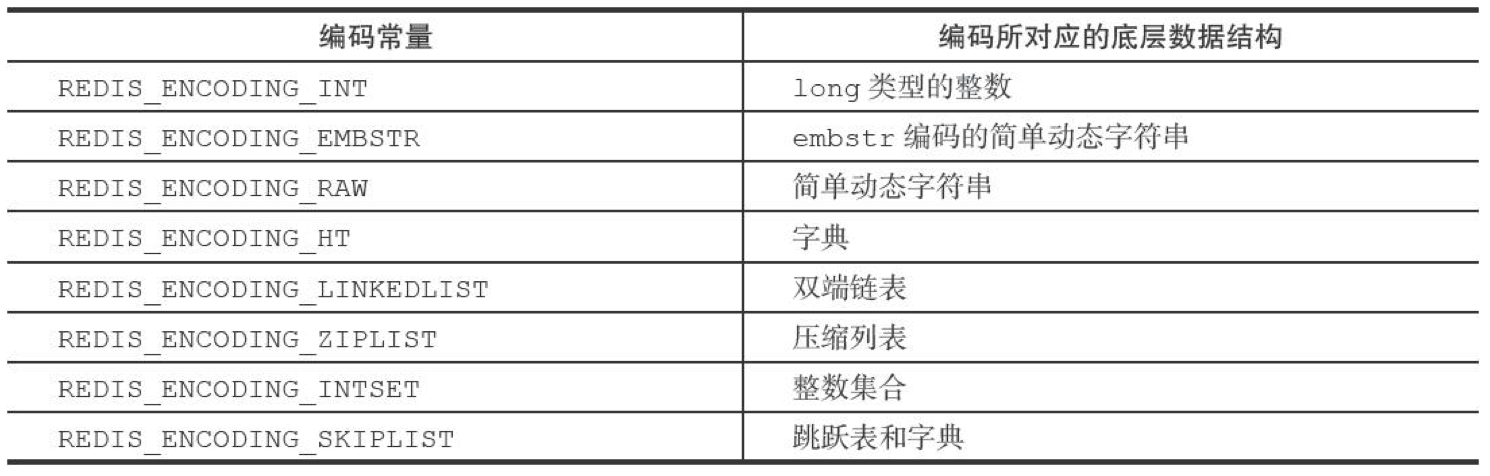 编码常量 编码所对应的底层数据结构
REDIS_ENCODING_INT long 类型的整数
REDIS_ENCODING_EMBSTR embstr 编码的简单动态字符串
REDIS_ENCODING_RAW 简单动态字符串
REDIS_ENCODING_HT 字典
REDIS_ENCODING_LINKEDLIST 双端链表
REDIS_ENCODING_ZIPLIST 压缩列表
REDIS_ENCODING_INTSET 整数集合
REDIS_ENCODING_SKIPLIST 跳跃表和字典